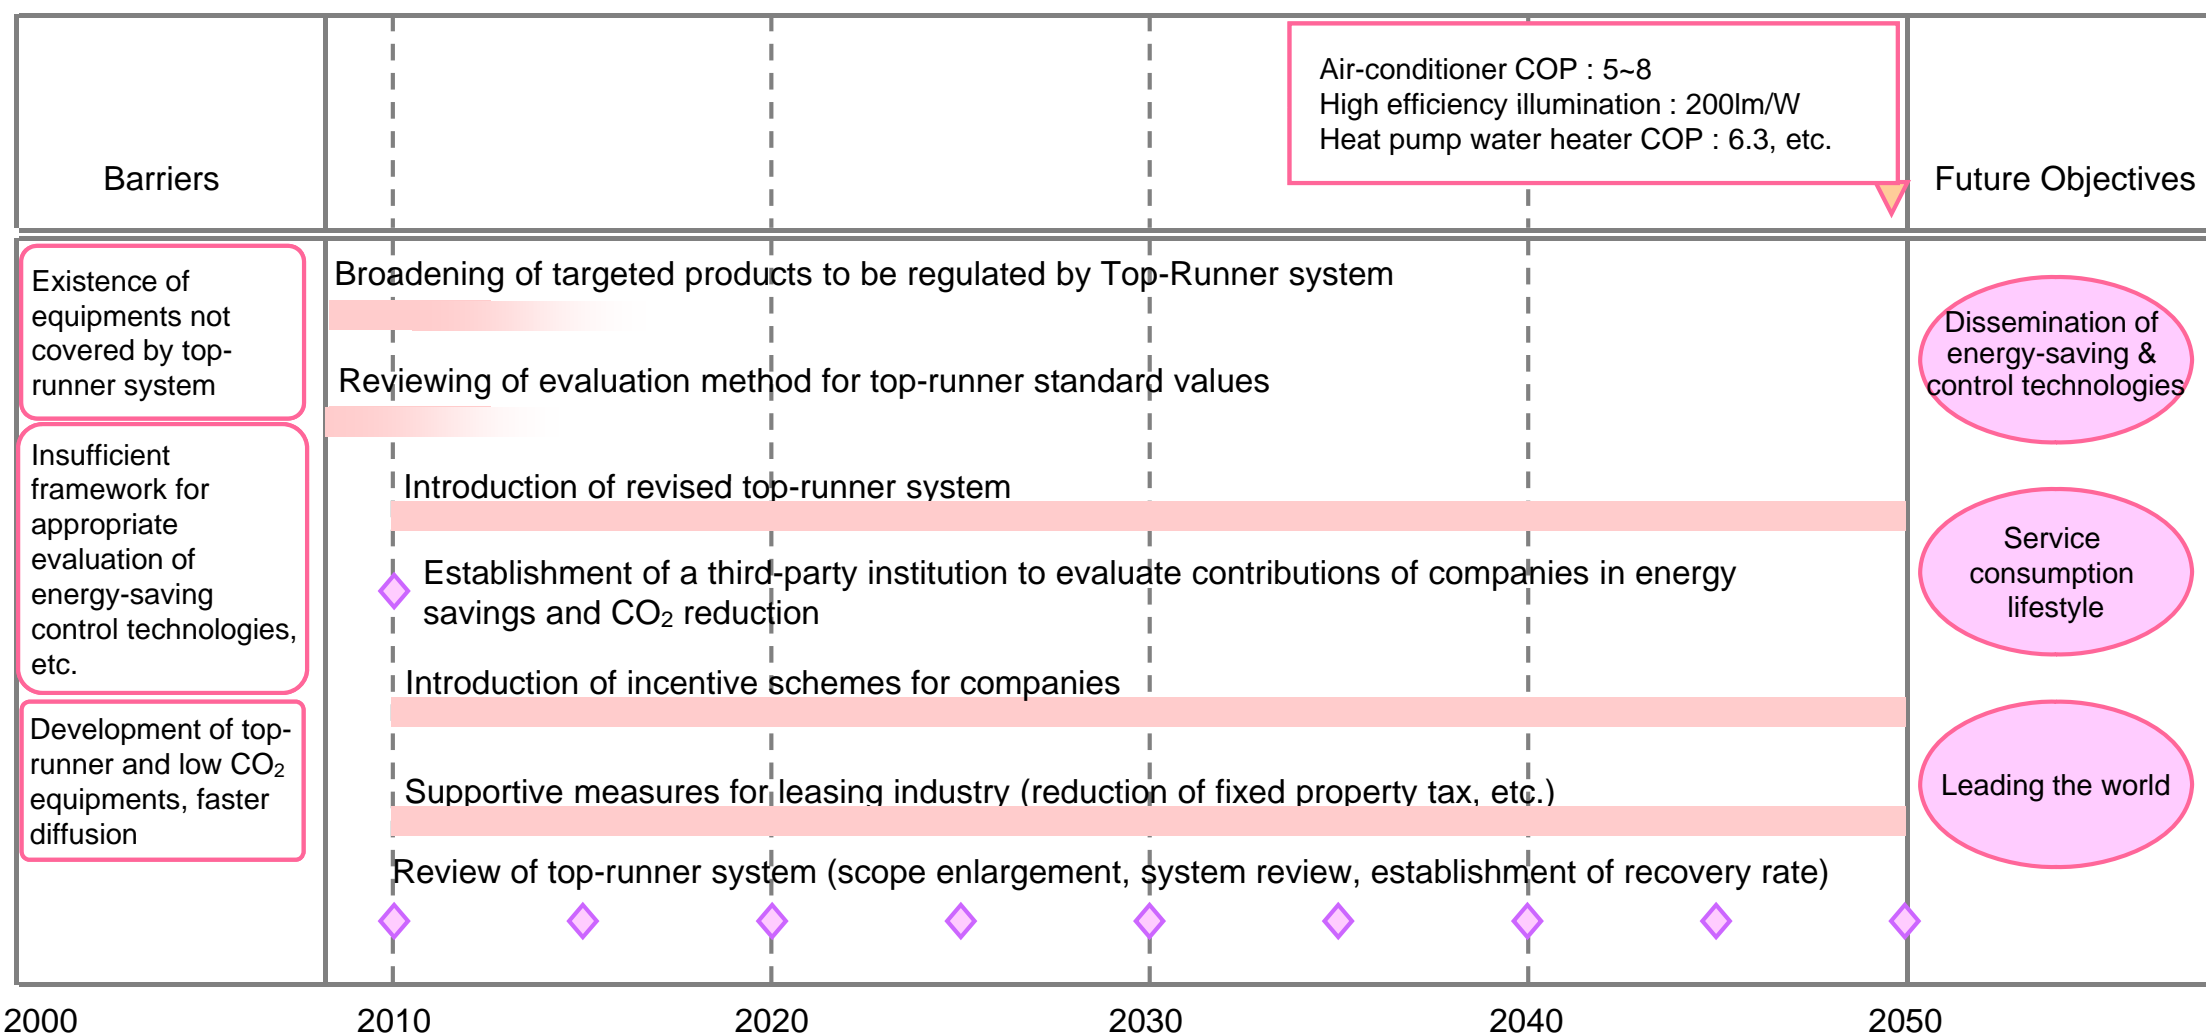 Barriers
Air-conditioner COP : 5~8
High efficiency illumination : 200lm/W
Heat pump water heater COP : 6.3, etc.
Future Objectives
Existence of
equipments not
covered by top-
runner system
Insufficient
framework for
appropriate
evaluation of
energy-saving
control technologies,
etc.
Development of top-
runner and low CO2
equipments, faster
diffusion
Broadening of targeted products to be regulated by Top-Runner system
Reviewing of evaluation method for top-runner standard values
Introduction of revised top-runner system
Establishment of a third-party institution to evaluate contributions of companies in energy
savings and CO2 reduction
Introduction of incentive schemes for companies
Supportive measures for leasing industry (reduction of fixed property tax, etc.)
Review of top-runner system (scope enlargement, system review, establishment of recovery rate)
Dissemination of
energy-saving &
control technologies
Service
consumption
lifestyle
Leading the world
2000 2010 2020 2030 2040 2050